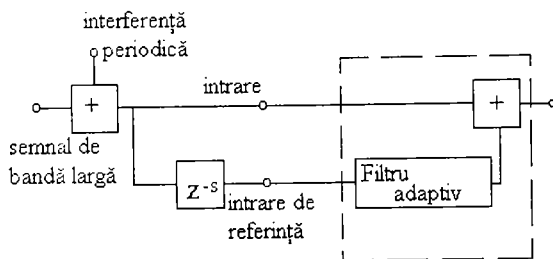 interferență
periodică
+
intrare
+
semnal de
bandă largă
z⁻ˢ
intrare de
referință
Filtru
adaptiv